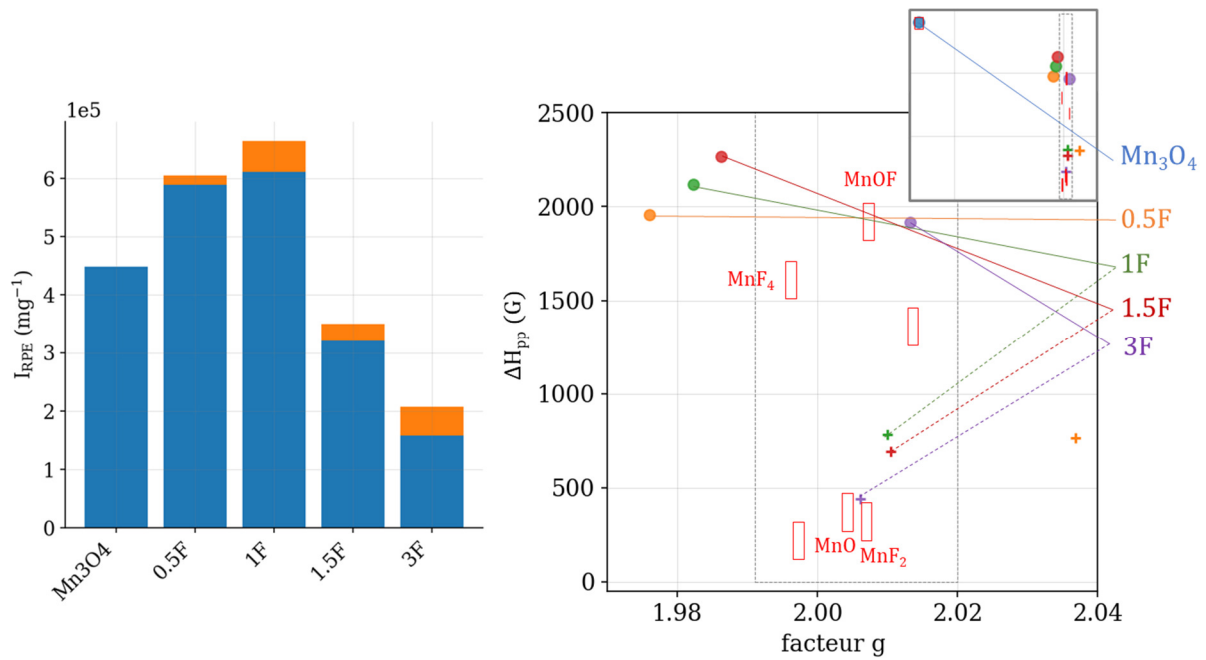 1e5
I_RPE (mg⁻¹)
6
5
4
3
2
1
0
Mn3O4
0.5F
1F
1.5F
3F
ΔH_pp (G)
2500
2000
1500
1000
500
0
1.98
2.00
2.02
2.04
facteur g
MnOF
MnF₄
MnO
MnF₂
Mn₃O₄
0.5F
1F
1.5F
3F